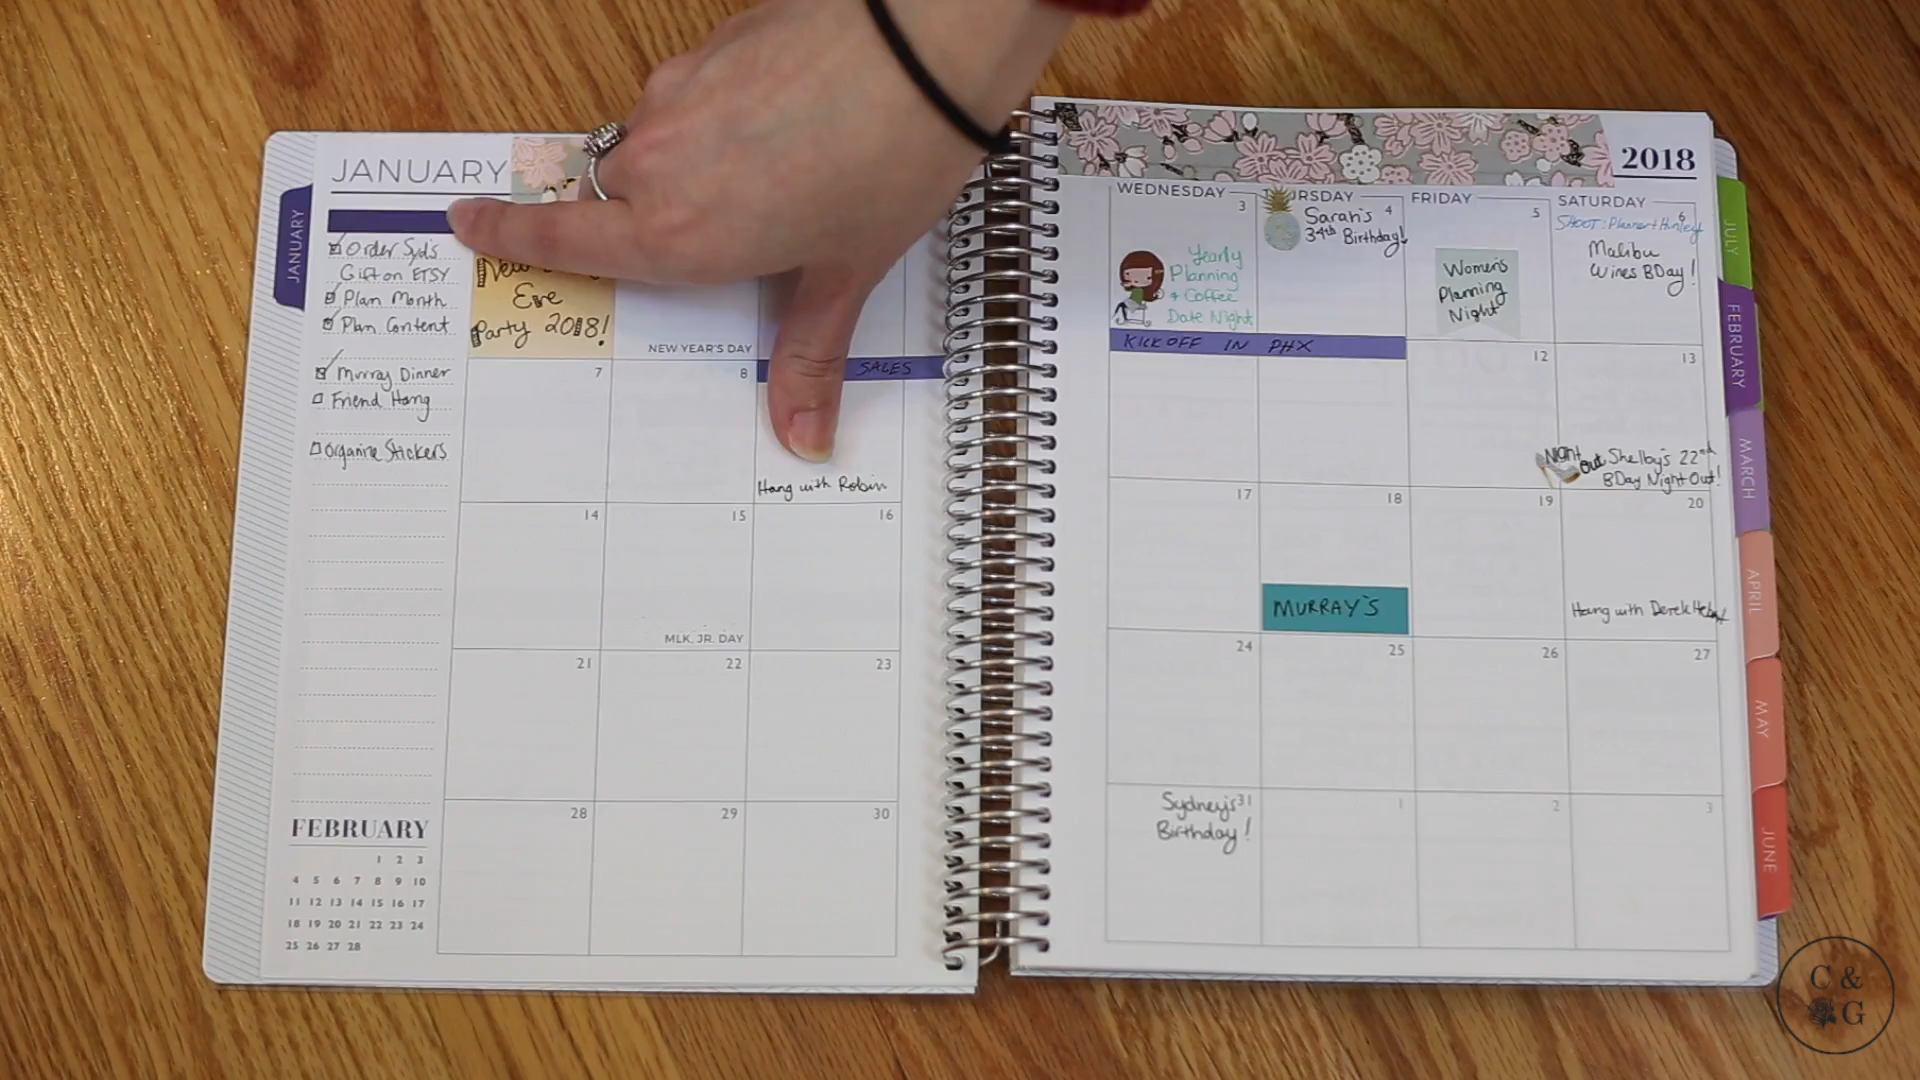 JANUARY
2018
JANUARY
Order Syd's
Gift on ETSY
Plan Month
Plan Content
Murray Dinner
Friend Hang
Organize Stickers
FEBRUARY
1 2 3
4 5 6 7 8 9 10
11 12 13 14 15 16 17
18 19 20 21 22 23 24
25 26 27 28
Eve
Party 2018!
NEW YEAR'S DAY
7
8
SALES
Hang with Robin
14
15
16
MLK, JR. DAY
21
22
23
28
29
30
WEDNESDAY
FRIDAY
SATURDAY
3
4
5
6
Yearly
Planning
+ Coffee
Date Night
Sarah's
34th Birthday!
Women's
Planning
Night
SHOOT: Planner
Malibu
Wines BDay!
KICKOFF IN PHX
12
13
Night Out
Shelby's 22nd
BDay Night Out!
17
18
19
20
MURRAY'S
Hang with Derek
24
25
26
27
Sydney's 31
Birthday!
1
2
3
JULY
FEBRUARY
MARCH
APRIL
MAY
JUNE
C &
G